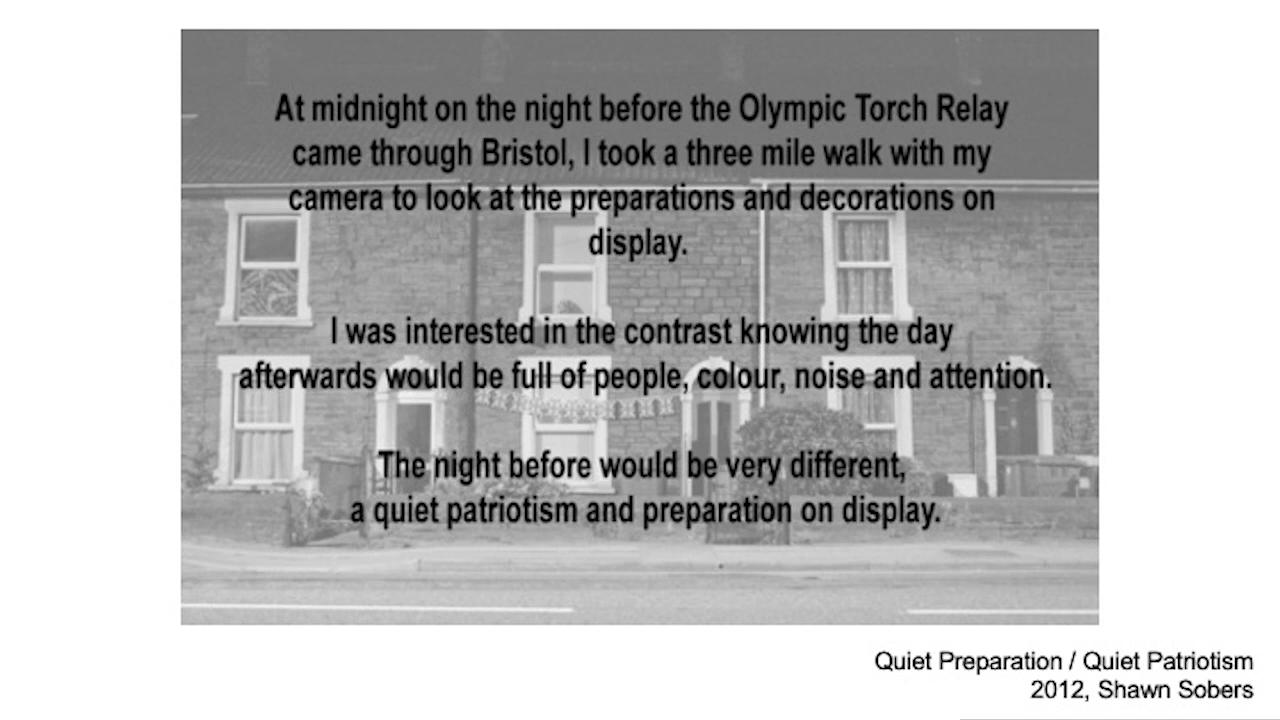 At midnight on the night before the Olympic Torch Relay
came through Bristol, I took a three mile walk with my
camera to look at the preparations and decorations on
display.
I was interested in the contrast knowing the day
afterwards would be full of people, colour, noise and attention.
The night before would be very different,
a quiet patriotism and preparation on display.
Quiet Preparation / Quiet Patriotism
2012, Shawn Sobers